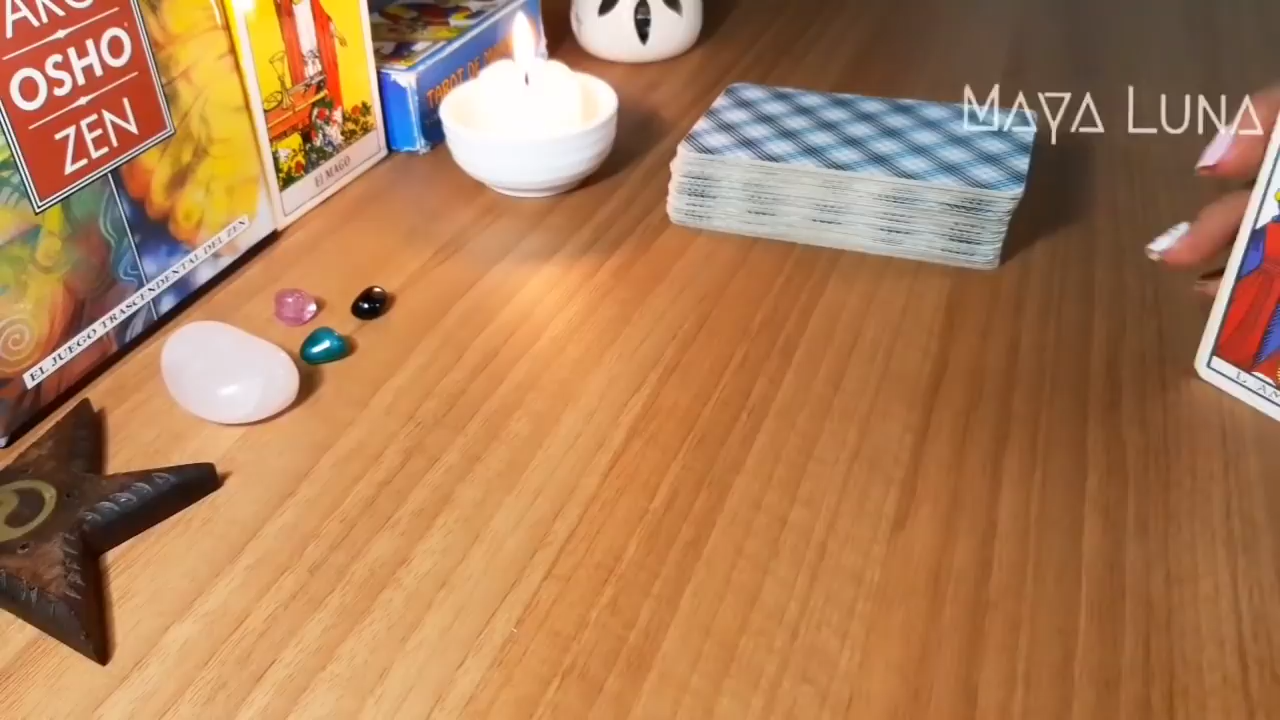 OSHO
ZEN
EL JUEGO TRASCENDENTAL DEL ZEN
El MAGO
TAROT DE
MAYA LUNA